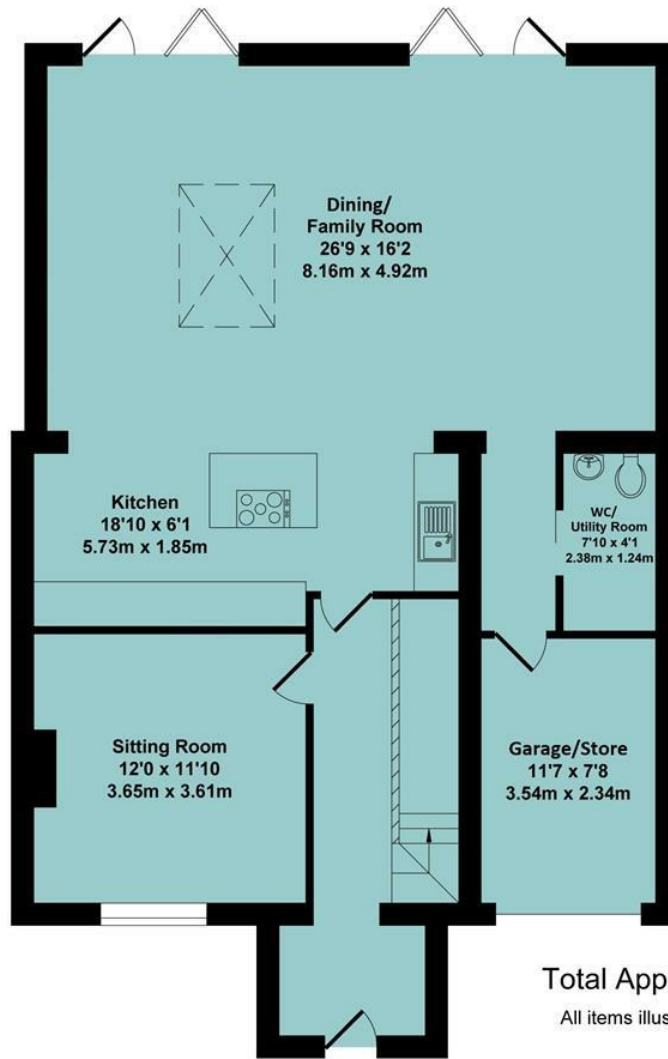 Dining/
Family Room
26'9 x 16'2
8.16m x 4.92m
Kitchen
18'10 x 6'1
5.73m x 1.85m
WC/
Utility Room
7'10 x 4'1
2.38m x 1.24m
Sitting Room
12'0 x 11'10
3.65m x 3.61m
Garage/Store
11'7 x 7'8
3.54m x 2.34m
Total App
All items illus